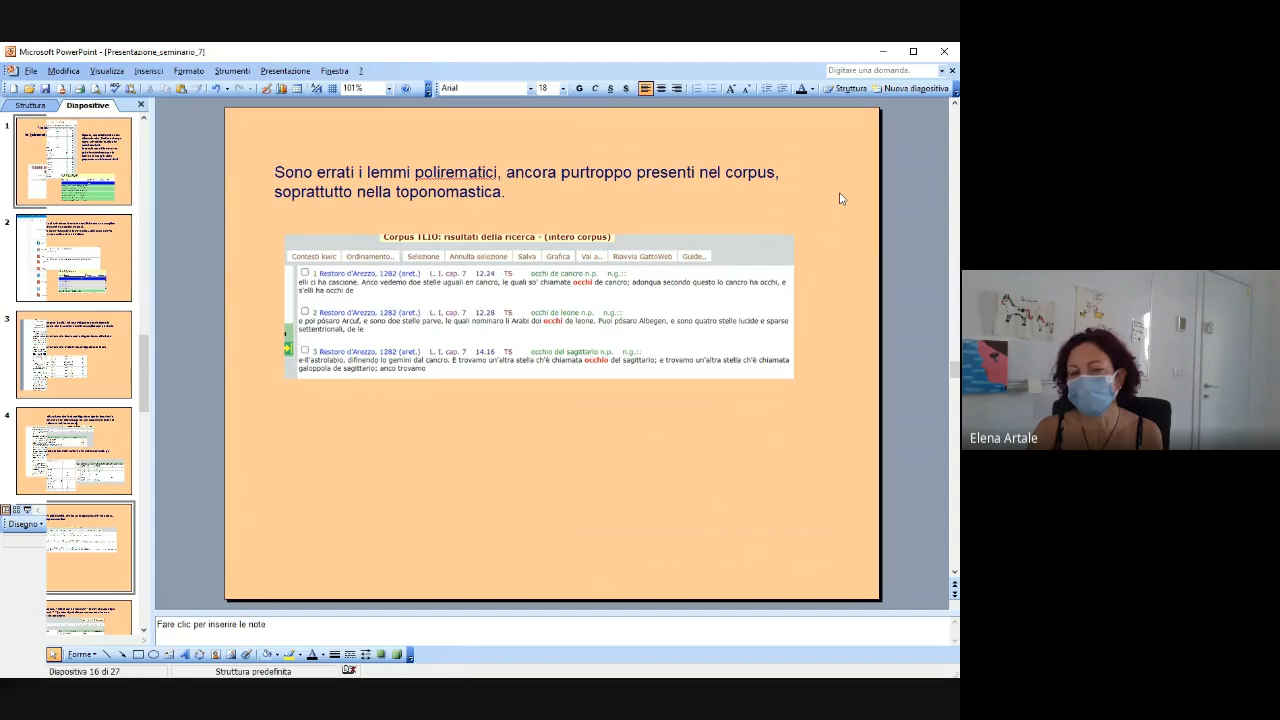 Microsoft PowerPoint - [Presentazione_seminario_7]
File Modifica Visualizza Inserisci Formato Strumenti Presentazione Finestra ?
Digitare una domanda.
101% Arial 18 G C S S Struttura Nuova diapositiva
Struttura Diapositive
1
2
3
4
Sono errati i lemmi polirematici, ancora purtroppo presenti nel corpus,
soprattutto nella toponomastica.
Corpus TLIO: risultati della ricerca - (intero corpus)
Contesti kwic Ordinamento.. Selezione Annulla selezione Salva Grafica Vai a.. Riavvia GattoWeb Guide..
1 Restoro d'Arezzo, 1282 (aret.) L. I, cap. 7 12.24 TS occhi de cancro n.p. n.g.::
elli ci ha cascione. Anco vedemo doe stelle uguali en cancro, le quali so' chiamate occhi de cancro; adonqua secondo questo lo cancro ha occhi, e
s'elli ha occhi de
2 Restoro d'Arezzo, 1282 (aret.) L. I, cap. 7 12.28 TS occhi de leone n.p. n.g.::
e poi pósaro Arcuf, e sono doe stelle parve, le quali nominaro li Arabi doi occhi de leone. Puoi pósaro Albegen, e sono quatro stelle lucide e sparse
settentrionali, de le
3 Restoro d'Arezzo, 1282 (aret.) L. I, cap. 7 14.16 TS occhio del sagittario n.p. n.g.::
e·ll'astrolabio, difinendo lo gemini dal cancro. E trovamo un'altra stella ch'è chiamata occhio del sagittario; e trovamo un'altra stella ch'è chiamata
galoppola de sagittario; anco trovamo
Elena Artale
Disegno
Fare clic per inserire le note
Forme
Diapositiva 16 di 27 Struttura predefinita